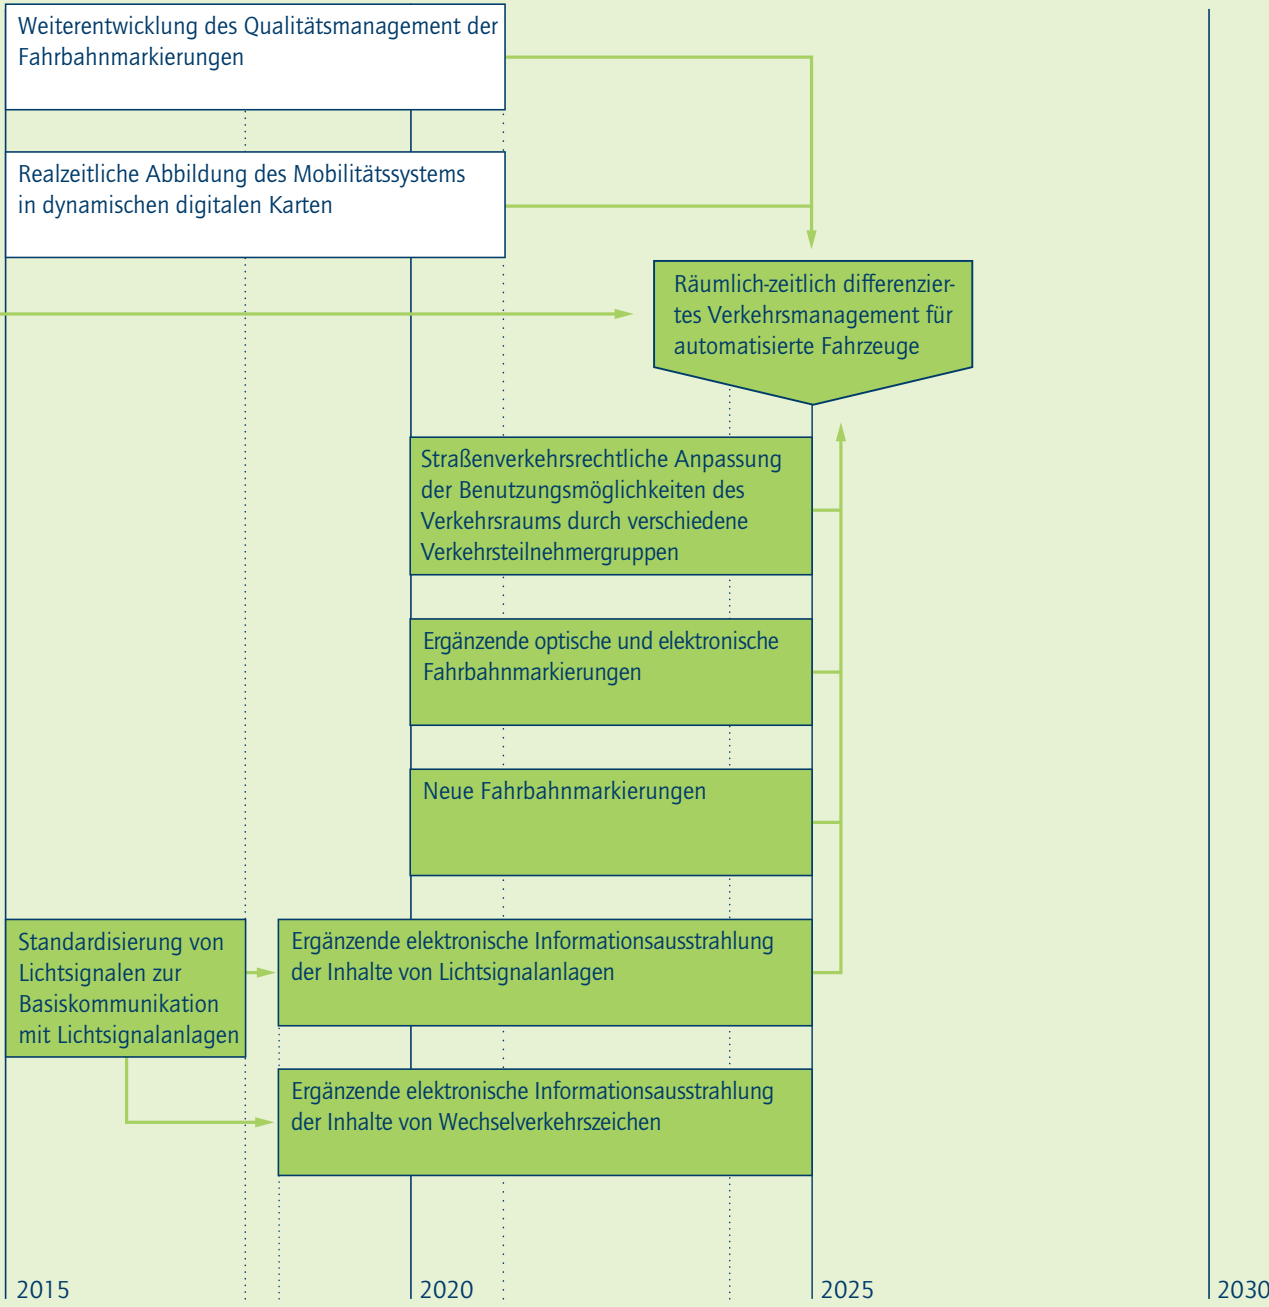 Weiterentwicklung des Qualitätsmanagement der
Fahrbahnmarkierungen
Realzeitliche Abbildung des Mobilitätssystems
in dynamischen digitalen Karten
Räumlich-zeitlich differenzier-
tes Verkehrsmanagement für
automatisierte Fahrzeuge
Straßenverkehrsrechtliche Anpassung
der Benutzungsmöglichkeiten des
Verkehrsraums durch verschiedene
Verkehrsteilnehmergruppen
Ergänzende optische und elektronische
Fahrbahnmarkierungen
Neue Fahrbahnmarkierungen
Standardisierung von
Lichtsignalen zur
Basiskommunikation
mit Lichtsignalanlagen
Ergänzende elektronische Informationsausstrahlung
der Inhalte von Lichtsignalanlagen
Ergänzende elektronische Informationsausstrahlung
der Inhalte von Wechselverkehrszeichen
2015
2020
2025
2030